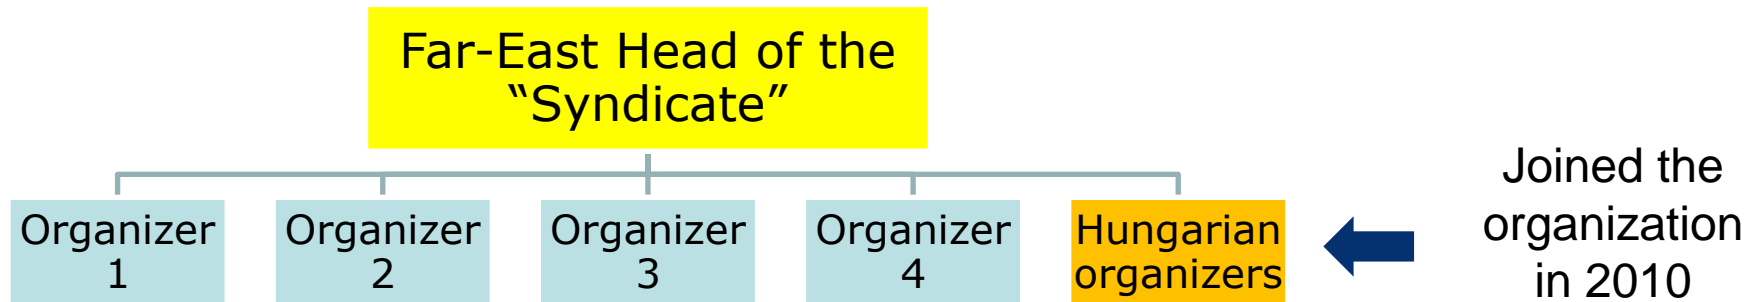 Far-East Head of the
“Syndicate”
Organizer
1
Organizer
2
Organizer
3
Organizer
4
Hungarian
organizers
Joined the
organization
in 2010